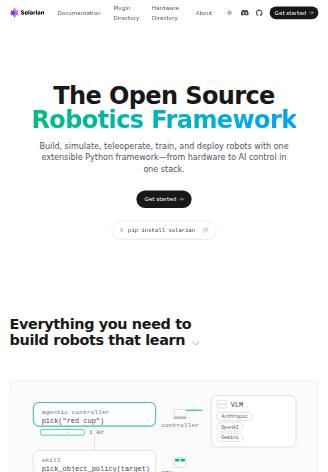 Solarian
Documentation
Plugin
Directory
Hardware
Directory
About
Get started →
The Open Source
Robotics Framework
Build, simulate, teleoperate, train, and deploy robots with one
extensible Python framework—from hardware to AI control in
one stack.
Get started →
$ pip install solarian
Everything you need to
build robots that learn
agentic controller
pick("red cup")
1 Hz
controller
VLM
Anthropic
OpenAI
Gemini
skill
pick_object_policy(target)